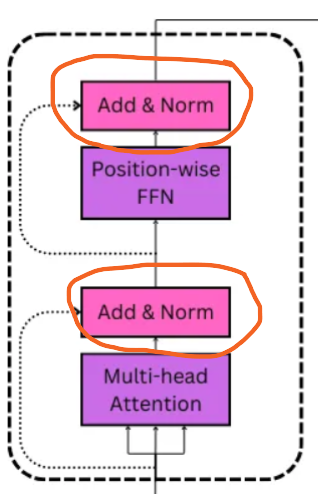 Add & Norm
Position-wise
FFN
Add & Norm
Multi-head
Attention